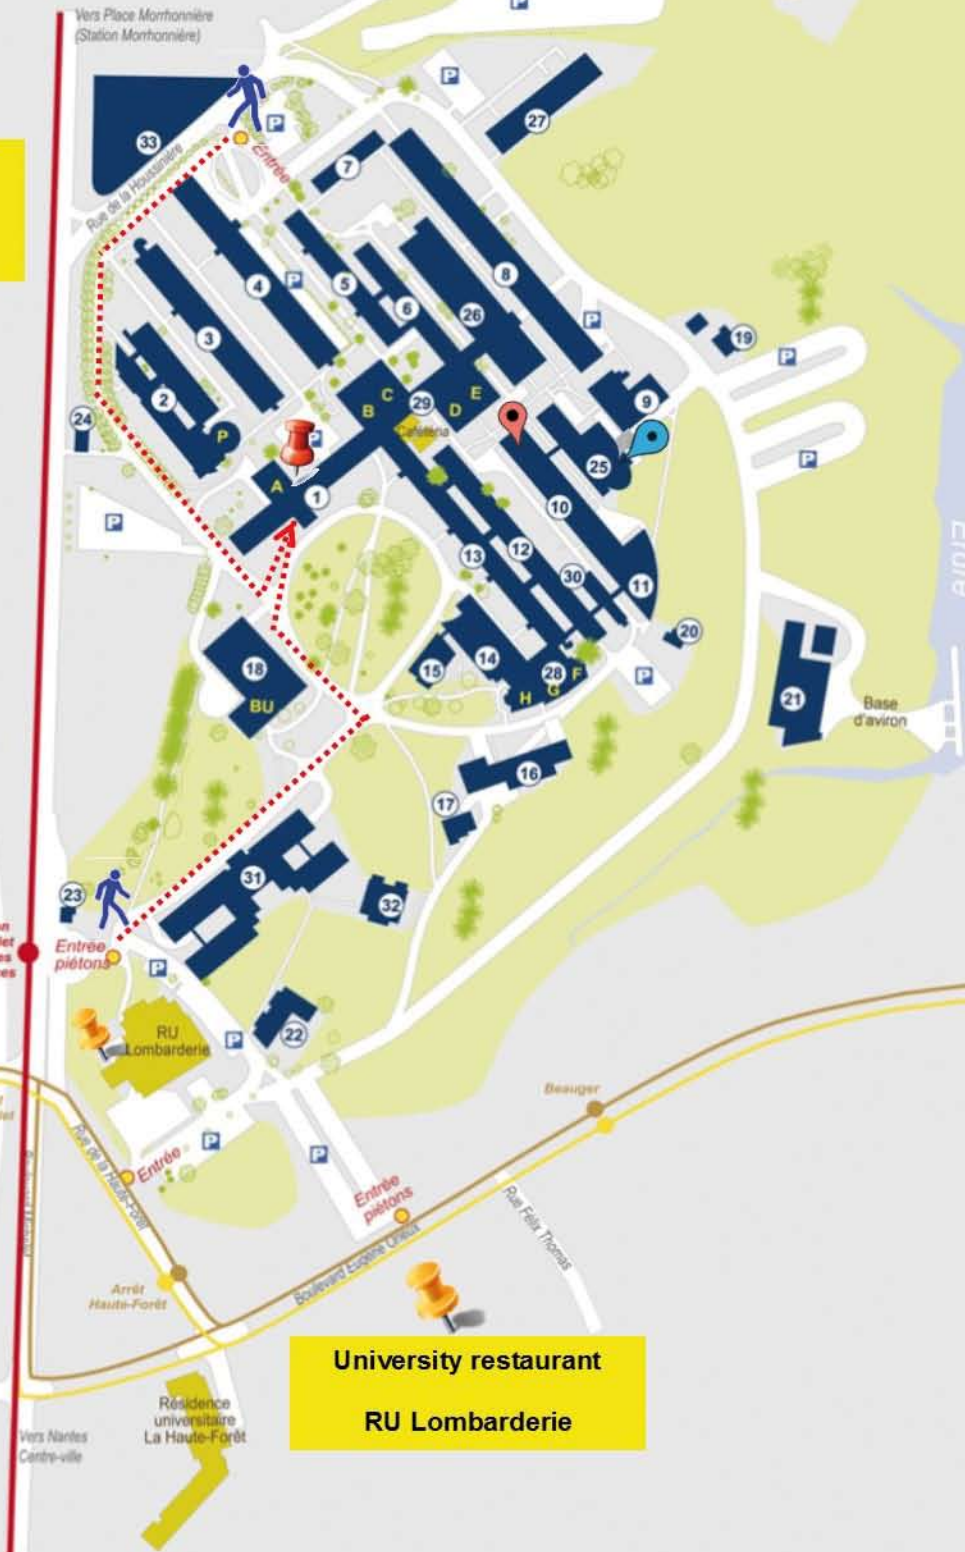 Vers Place Morrhonnière
(Station Morrhonnière)
P
P
27
33
P
Rue de la Houssinière
Entrée
7
8
4
P
5
6
26
P
19
P
3
2
C
E
9
B
29
D
24
P
Cafétéria
P
25
P
A
1
10
P
13
12
30
11
20
18
15
14
28
F
P
BU
H
G
21
Base
d'aviron
16
17
31
23
32
Entrée
piétons
P
RU
Lombarderie
P
22
Beauger
P
Entrée
P
Rue de la Haute-Forêt
Entrée
piétons
Rue Félix Thomas
Boulevard Eugène Orieux
Arrêt
Haute-Forêt
University restaurant
RU Lombarderie
Résidence
universitaire
La Haute-Forêt
Vers Nantes
Centre-ville